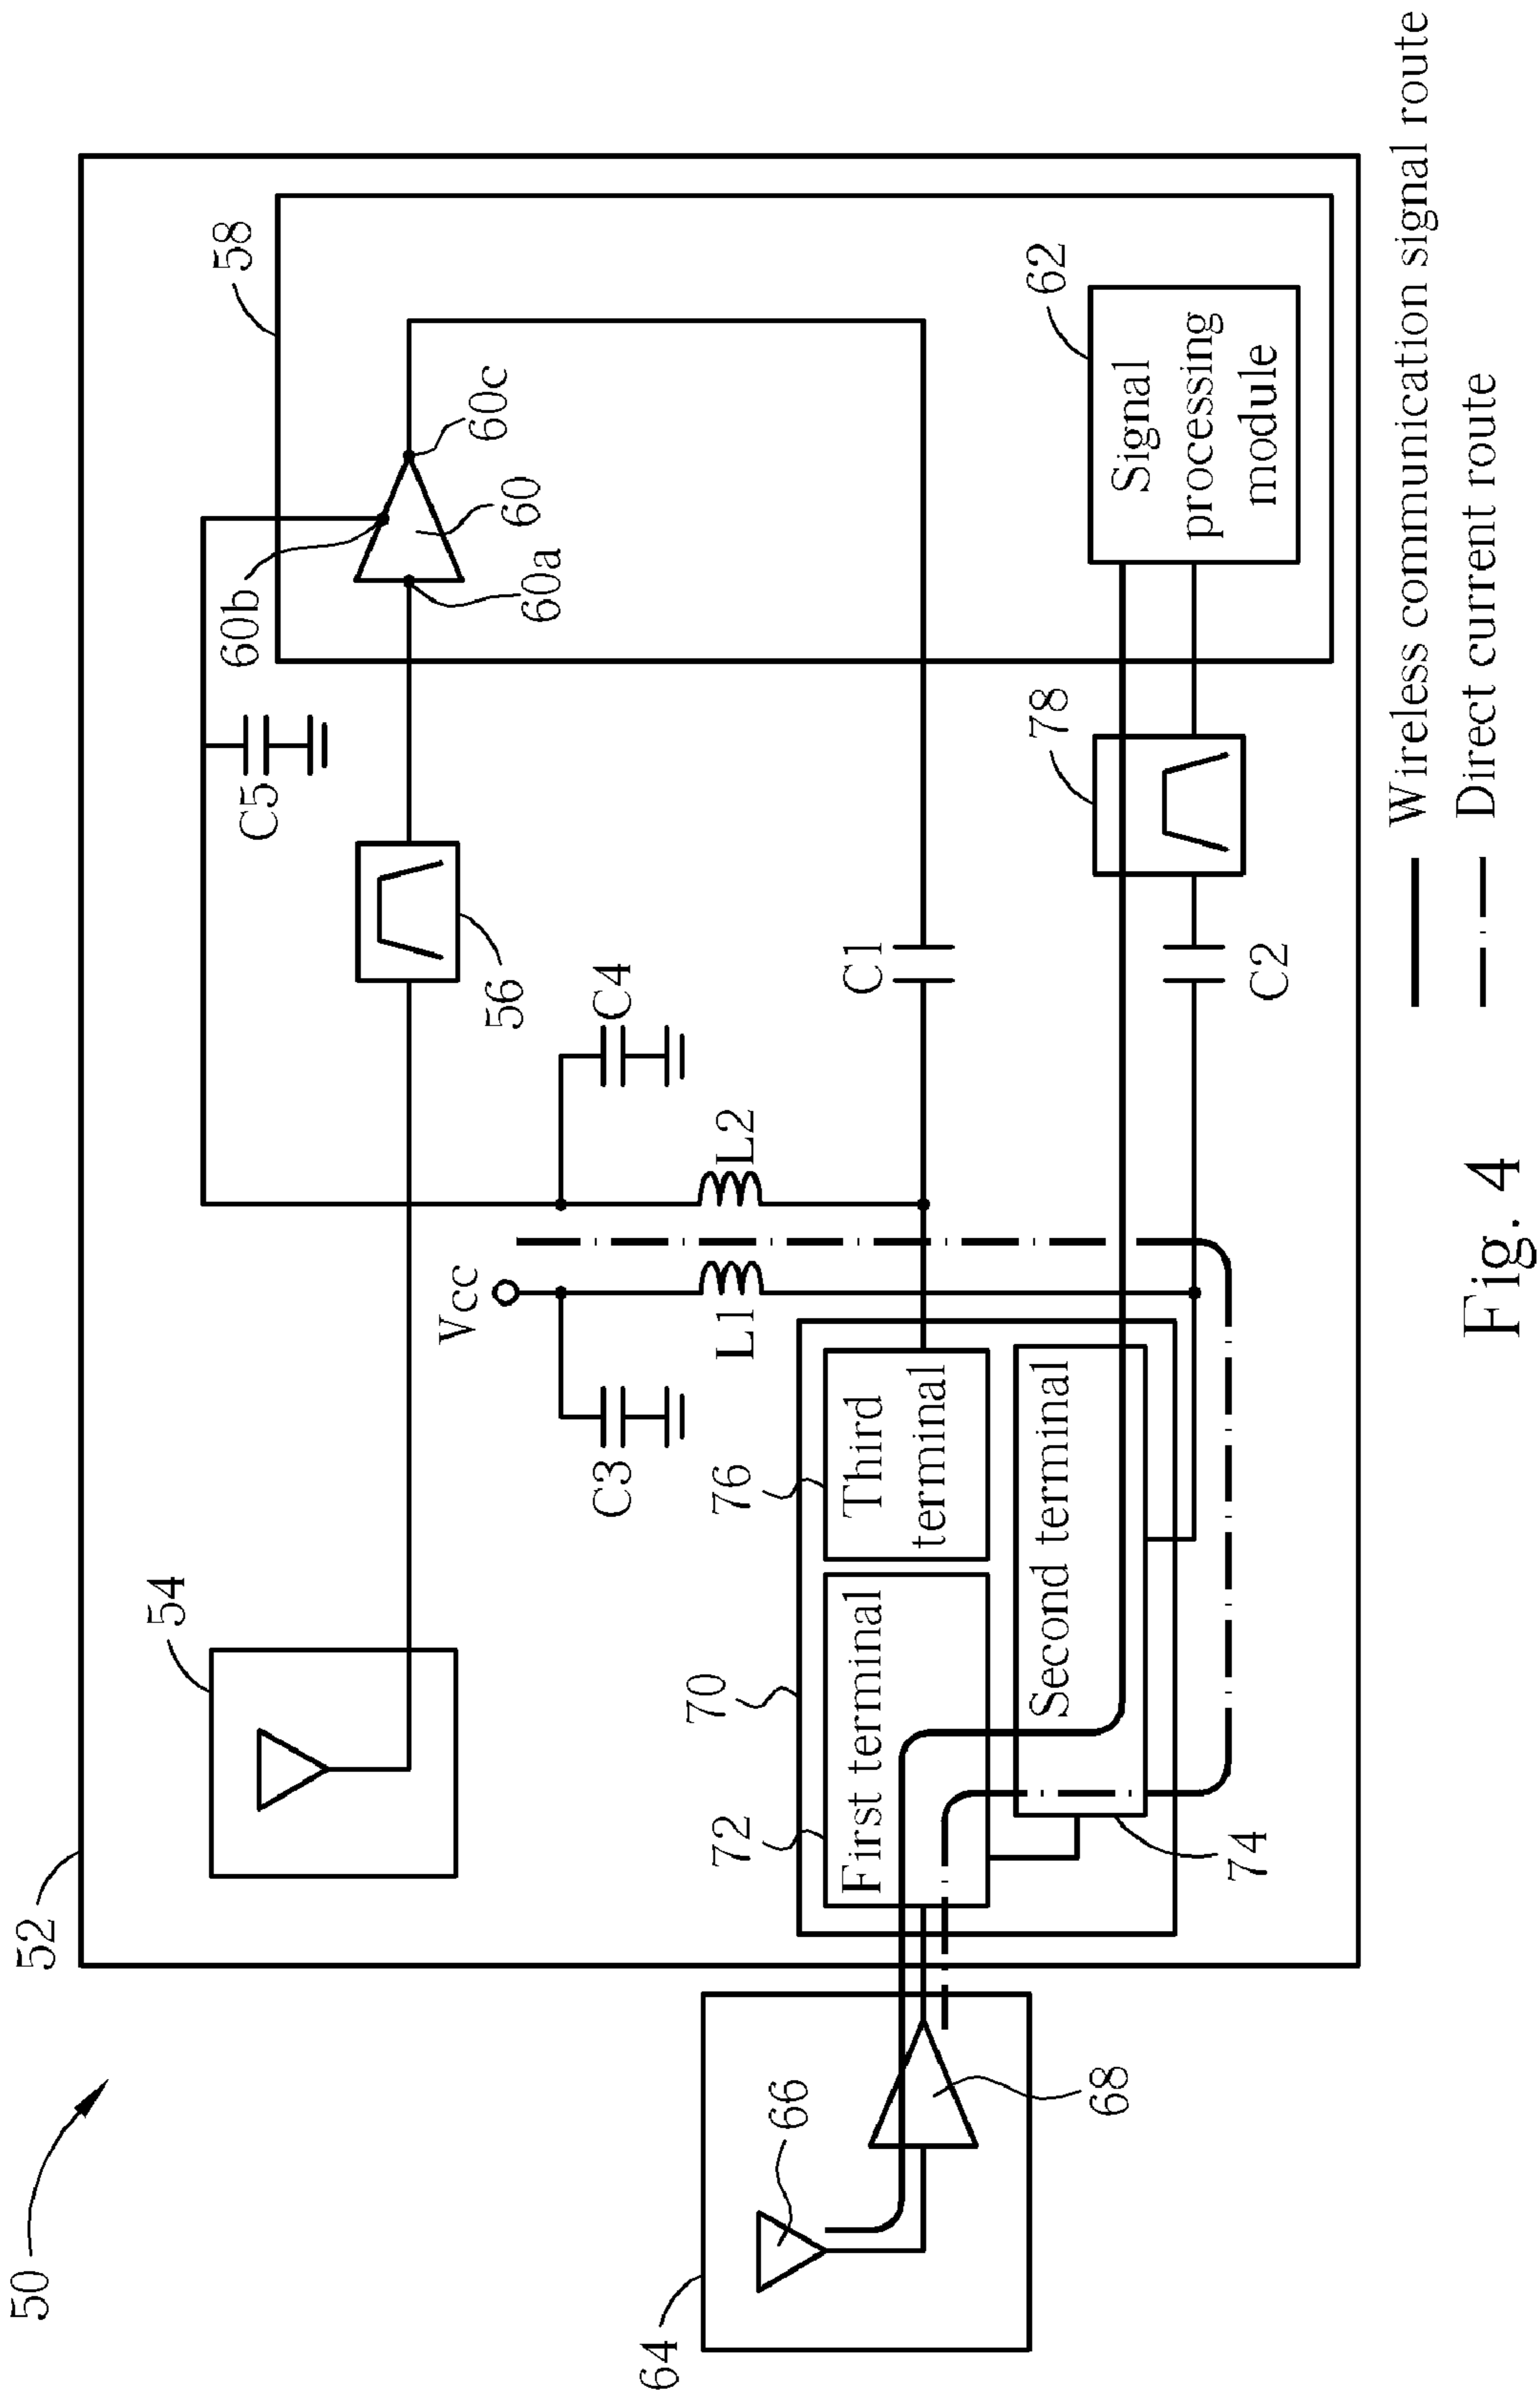 50
52
54
58
60b
60c
60
60a
C5
56
C4
Vcc
L2
L1
C3
C1
62
Signal
processing
module
78
C2
64
66
68
70
72
First terminal
76
Third
terminal
Second terminal
74
Wireless communication signal route
Direct current route
Fig. 4